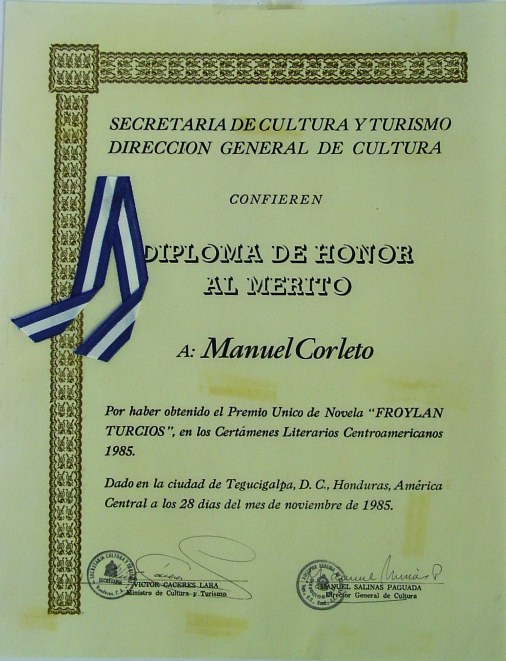 SECRETARIA DE CULTURA Y TURISMO
DIRECCION GENERAL DE CULTURA
CONFIEREN
DIPLOMA DE HONOR
AL MERITO
A: Manuel Corleto
Por haber obtenido el Premio Unico de Novela “FROYLAN
TURCIOS”, en los Certámenes Literarios Centroamericanos
1985.
Dado en la ciudad de Tegucigalpa, D. C., Honduras, América
Central a los 28 dias del mes de noviembre de 1985.
VICTOR CACERES LARA
Ministro de Cultura y Turismo
MANUEL SALINAS PAGUADA
Director General de Cultura